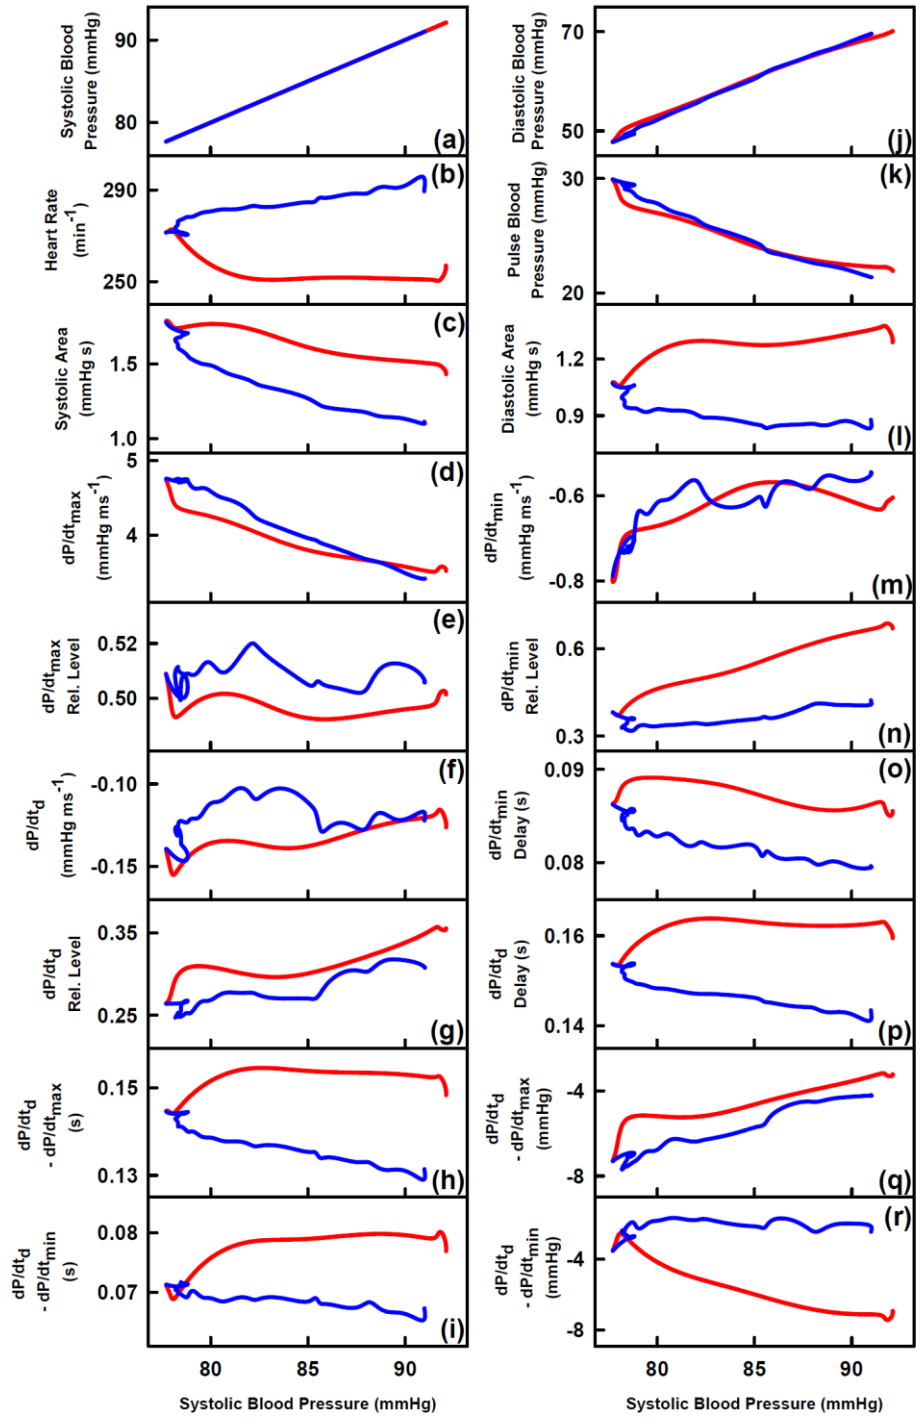 Systolic Blood
Pressure (mmHg)
90
80
(a)
Heart Rate
(min-1)
290
250
(b)
Systolic Area
(mmHg s)
1.5
1.0
(c)
dP/dtmax
(mmHg ms-1)
5
4
(d)
dP/dtmax
Rel. Level
0.52
0.50
(e)
dP/dtd
(mmHg ms-1)
-0.10
-0.15
(f)
dP/dtd
Rel. Level
0.35
0.25
(g)
dP/dtd
- dP/dtmax
(s)
0.15
0.13
(h)
dP/dtd
- dP/dtmin
(s)
0.08
0.07
(i)
80 85 90
Systolic Blood Pressure (mmHg)
Diastolic Blood
Pressure (mmHg)
70
50
(j)
Pulse Blood
Pressure (mmHg)
30
20
(k)
Diastolic Area
(mmHg s)
1.2
0.9
(l)
dP/dtmin
(mmHg ms-1)
-0.6
-0.8
(m)
dP/dtmin
Rel. Level
0.6
0.3
(n)
dP/dtmin
Delay (s)
0.09
0.08
(o)
dP/dtd
Delay (s)
0.16
0.14
(p)
dP/dtd
- dP/dtmax
(mmHg)
-4
-8
(q)
dP/dtd
- dP/dtmin
(mmHg)
-4
-8
(r)
80 85 90
Systolic Blood Pressure (mmHg)